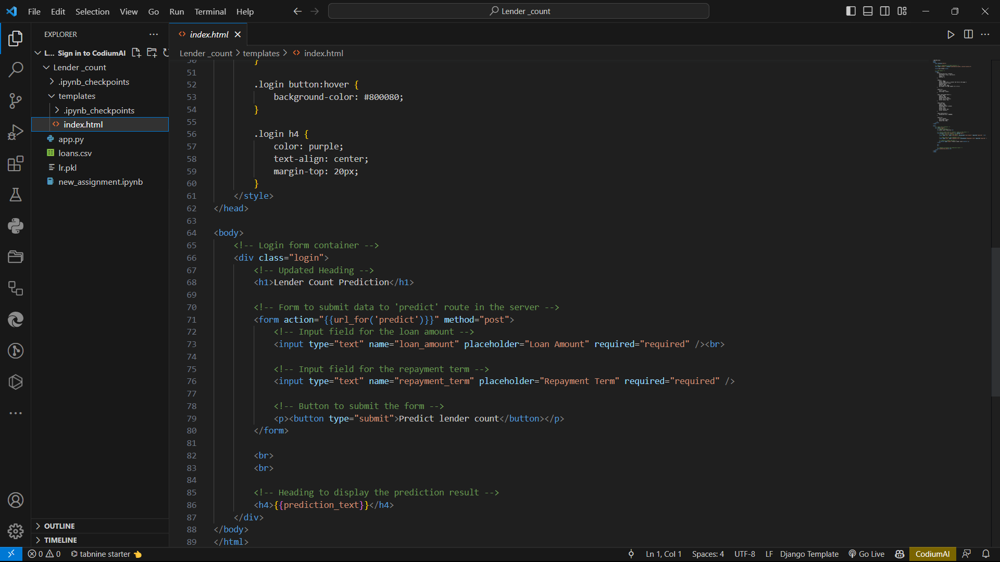 File Edit Selection View Go Run Terminal Help
Lender _count
EXPLORER
L... Sign in to CodiumAI
Lender _count
.ipynb_checkpoints
templates
.ipynb_checkpoints
index.html
app.py
loans.csv
lr.pkl
new_assignment.ipynb
OUTLINE
TIMELINE
index.html
Lender _count > templates > index.html
50 }
51
52 .login button:hover {
53 background-color: #800080;
54 }
55
56 .login h4 {
57 color: purple;
58 text-align: center;
59 margin-top: 20px;
60 }
61 </style>
62 </head>
63
64 <body>
65 <!-- Login form container -->
66 <div class="login">
67 <!-- Updated Heading -->
68 <h1>Lender Count Prediction</h1>
69
70 <!-- Form to submit data to 'predict' route in the server -->
71 <form action="{{url_for('predict')}}" method="post">
72 <!-- Input field for the loan amount -->
73 <input type="text" name="loan_amount" placeholder="Loan Amount" required="required" /><br>
74
75 <!-- Input field for the repayment term -->
76 <input type="text" name="repayment_term" placeholder="Repayment Term" required="required" />
77
78 <!-- Button to submit the form -->
79 <p><button type="submit">Predict lender count</button></p>
80 </form>
81
82 <br>
83 <br>
84
85 <!-- Heading to display the prediction result -->
86 <h4>{{prediction_text}}</h4>
87 </div>
88 </body>
89 </html>
0 0 tabnine starter Ln 1, Col 1 Spaces: 4 UTF-8 LF Django Template Go Live CodiumAI